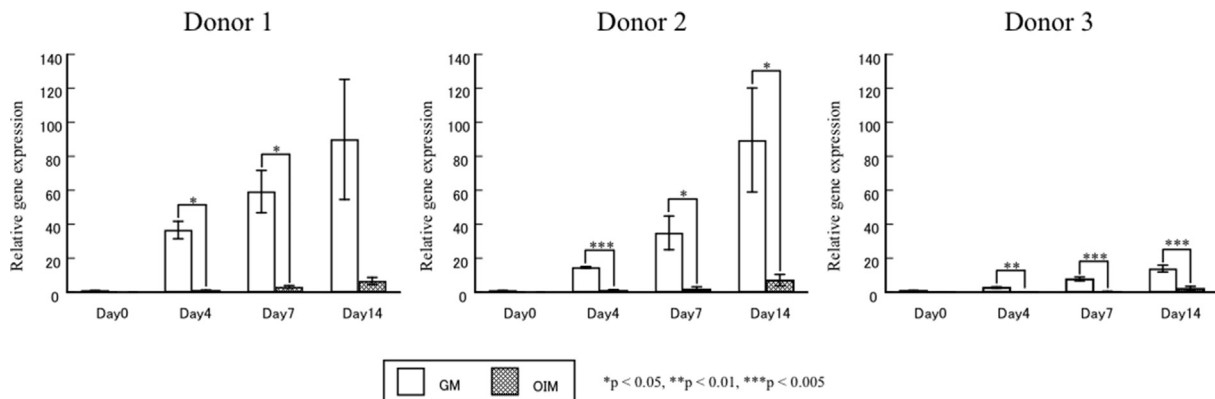 Donor 1
Donor 2
Donor 3
Relative gene expression
140
120
100
80
60
40
20
0
*
*
Day0
Day4
Day7
Day14
Relative gene expression
140
120
100
80
60
40
20
0
***
*
*
Day0
Day4
Day7
Day14
Relative gene expression
140
120
100
80
60
40
20
0
**
***
***
Day0
Day4
Day7
Day14
GM
OIM
*p < 0.05, **p < 0.01, ***p < 0.005